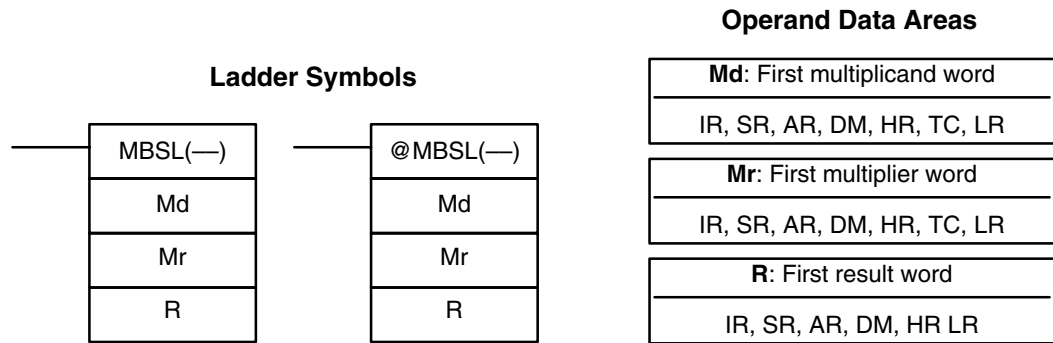 Ladder Symbols
MBSL(––)
Md
Mr
R
@MBSL(––)
Md
Mr
R
Operand Data Areas
Md: First multiplicand word
IR, SR, AR, DM, HR, TC, LR
Mr: First multiplier word
IR, SR, AR, DM, HR, TC, LR
R: First result word
IR, SR, AR, DM, HR LR